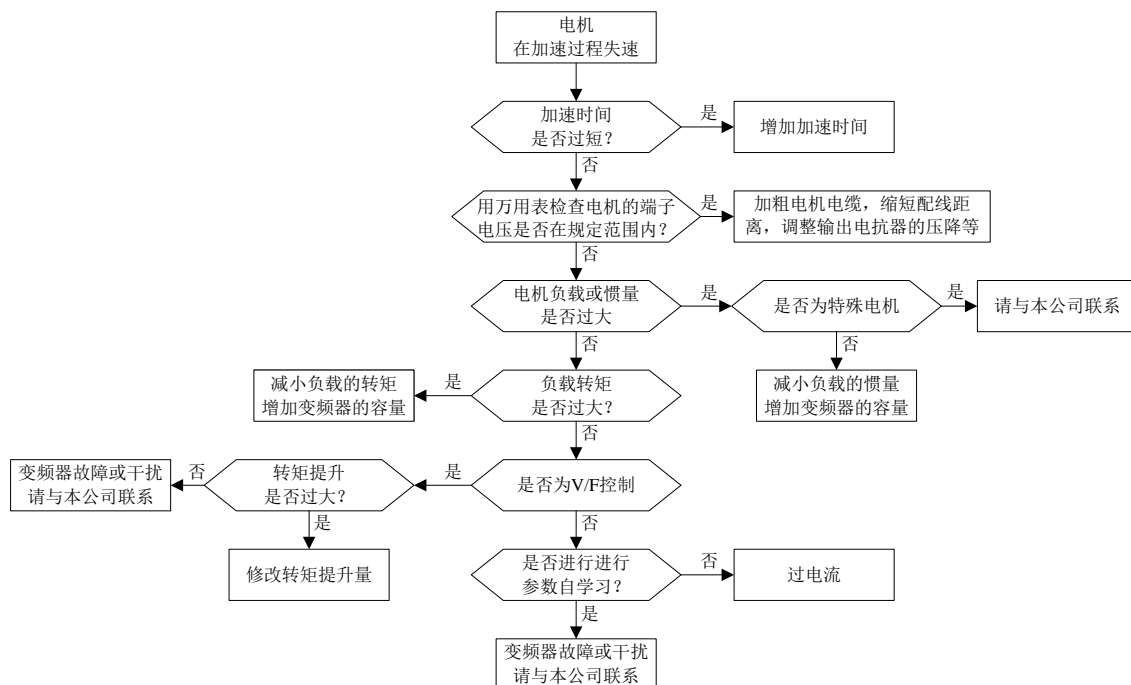 电机
在加速过程失速
加速时间
是否过短？
是
增加加速时间
否
用万用表检查电机的端子
电压是否在规定范围内？
是
加粗电机电缆，缩短配线距
离，调整输出电抗器的压降等
否
电机负载或惯量
是否过大
是
是否为特殊电机
是
请与本公司联系
否
否
减小负载的转矩
增加变频器的容量
是
负载转矩
是否过大？
减小负载的惯量
增加变频器的容量
否
变频器故障或干扰
请与本公司联系
否
转矩提升
是否过大？
是
是否为V/F控制
是
否
修改转矩提升量
是否进行进行
参数自学习？
否
过电流
是
变频器故障或干扰
请与本公司联系